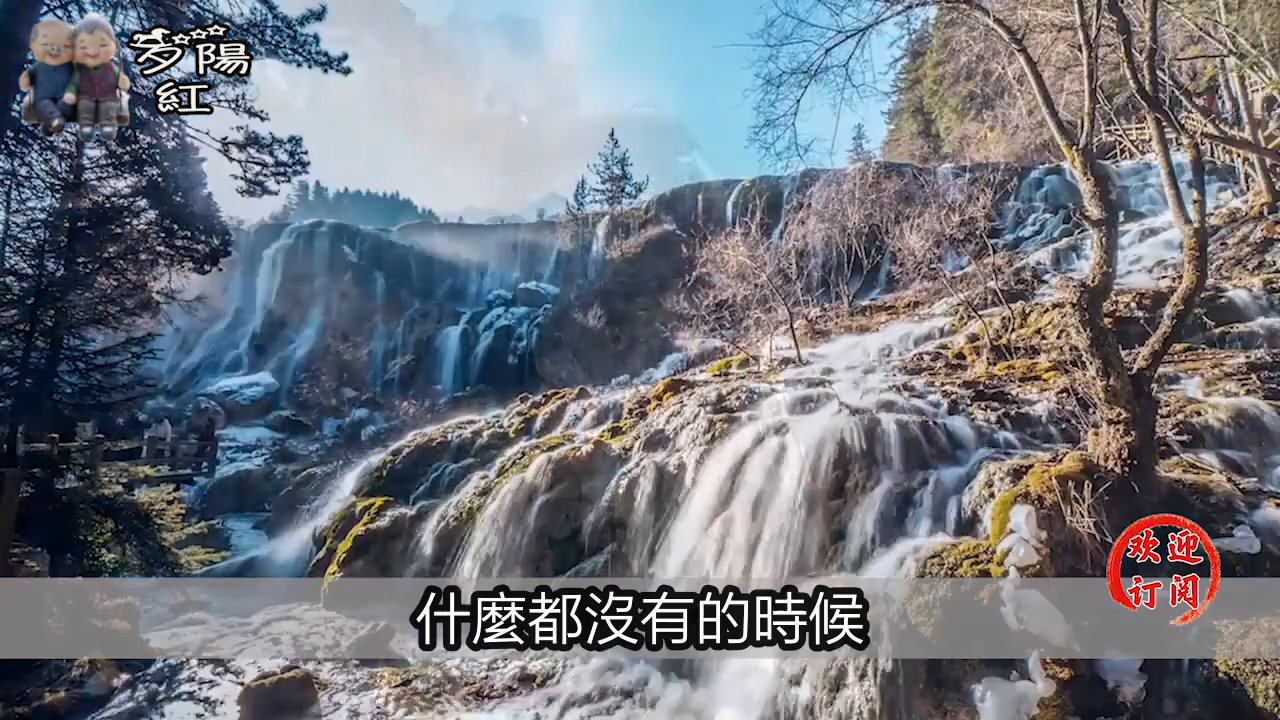 夕陽
紅
欢迎
订阅
什麼都沒有的時候